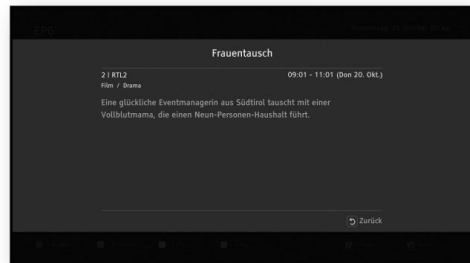 EPG
Frauentausch
2 | RTL2
09:01 - 11:01 (Don 20. Okt.)
Film / Drama
Eine glückliche Eventmanagerin aus Südtirol tauscht mit einer
Vollblutmama, die einen Neun-Personen-Haushalt führt.
Zurück